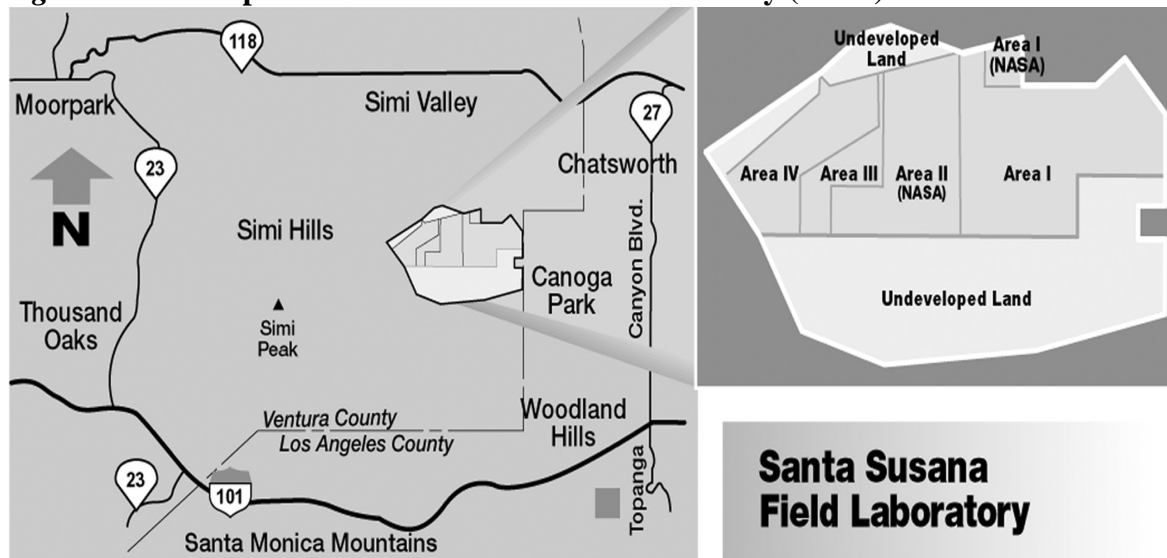 118
Moorpark
Simi Valley
27
Chatsworth
23
N
Simi Hills
Canyon Blvd.
Canoga
Park
Thousand
Oaks
Simi
Peak
Ventura County
Los Angeles County
Woodland
Hills
23
101
Topanga
Santa Monica Mountains
Undeveloped
Land
Area I
(NASA)
Area IV
Area III
Area II
(NASA)
Area I
Undeveloped Land
Santa Susana
Field Laboratory